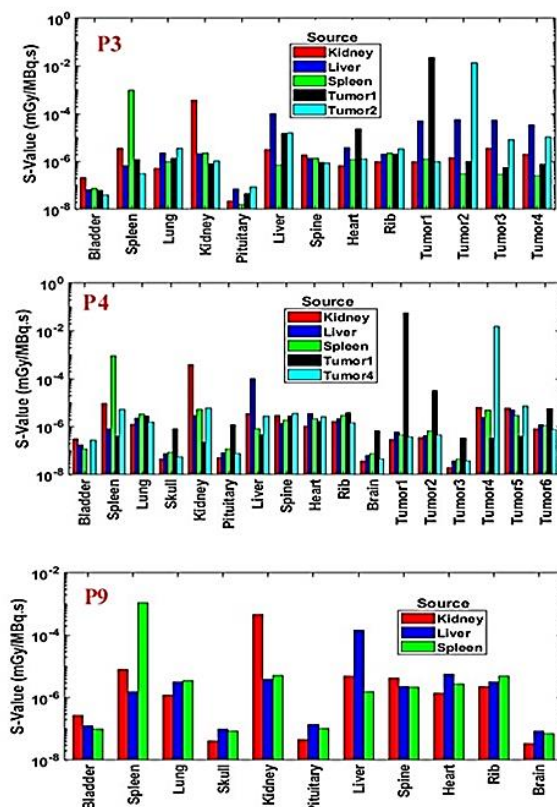 P3
S-Value (mGy/MBq.s)
10^0
10^-2
10^-4
10^-6
10^-8
Source
Kidney
Liver
Spleen
Tumor1
Tumor2
Bladder
Spleen
Lung
Kidney
Pituitary
Liver
Spine
Heart
Rib
Tumor1
Tumor2
Tumor3
Tumor4
P4
S-Value (mGy/MBq.s)
10^0
10^-2
10^-4
10^-6
10^-8
Source
Kidney
Liver
Spleen
Tumor1
Tumor4
Bladder
Spleen
Lung
Skull
Kidney
Pituitary
Liver
Spine
Heart
Rib
Brain
Tumor1
Tumor2
Tumor3
Tumor4
Tumor5
Tumor6
P9
S-Value (mGy/MBq.s)
10^-2
10^-4
10^-6
10^-8
Source
Kidney
Liver
Spleen
Bladder
Spleen
Lung
Skull
Kidney
Pituitary
Liver
Spine
Heart
Rib
Brain